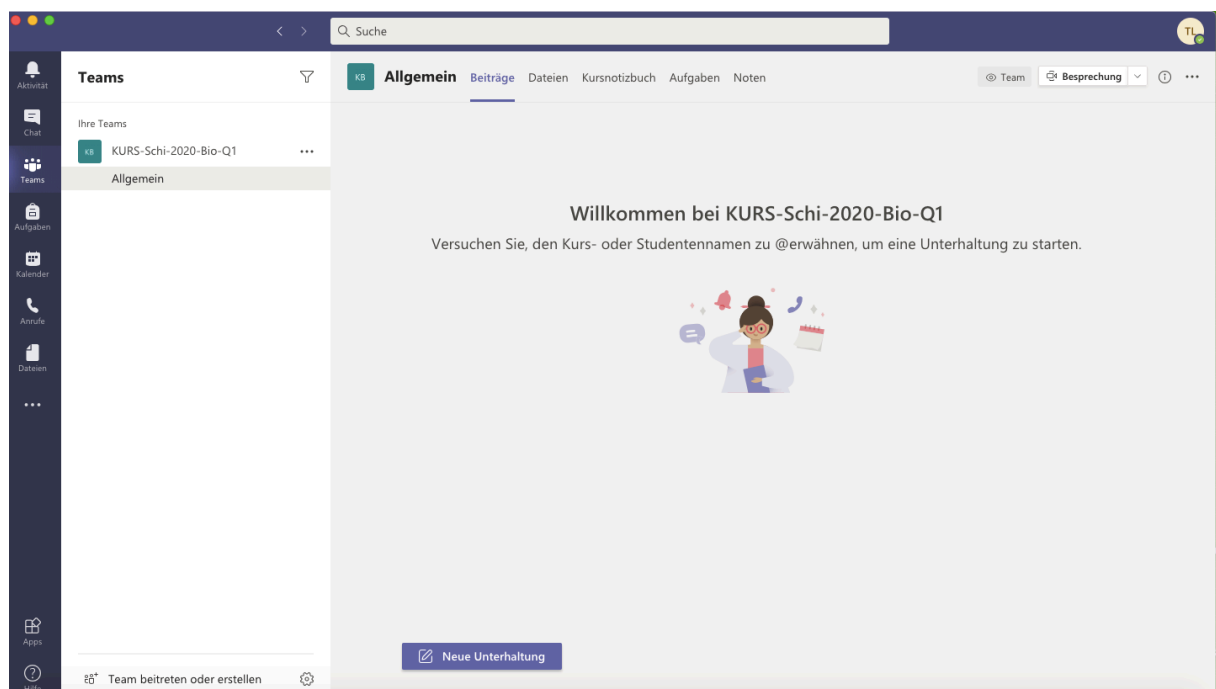 Suche
TL
Aktivität
Chat
Teams
Aufgaben
Kalender
Anrufe
Dateien
Apps
Hilfe
Teams
Ihre Teams
KB KURS-Schi-2020-Bio-Q1
Allgemein
Team beitreten oder erstellen
KB Allgemein Beiträge Dateien Kursnotizbuch Aufgaben Noten Team Besprechung
Willkommen bei KURS-Schi-2020-Bio-Q1
Versuchen Sie, den Kurs- oder Studentennamen zu @erwähnen, um eine Unterhaltung zu starten.
Neue Unterhaltung